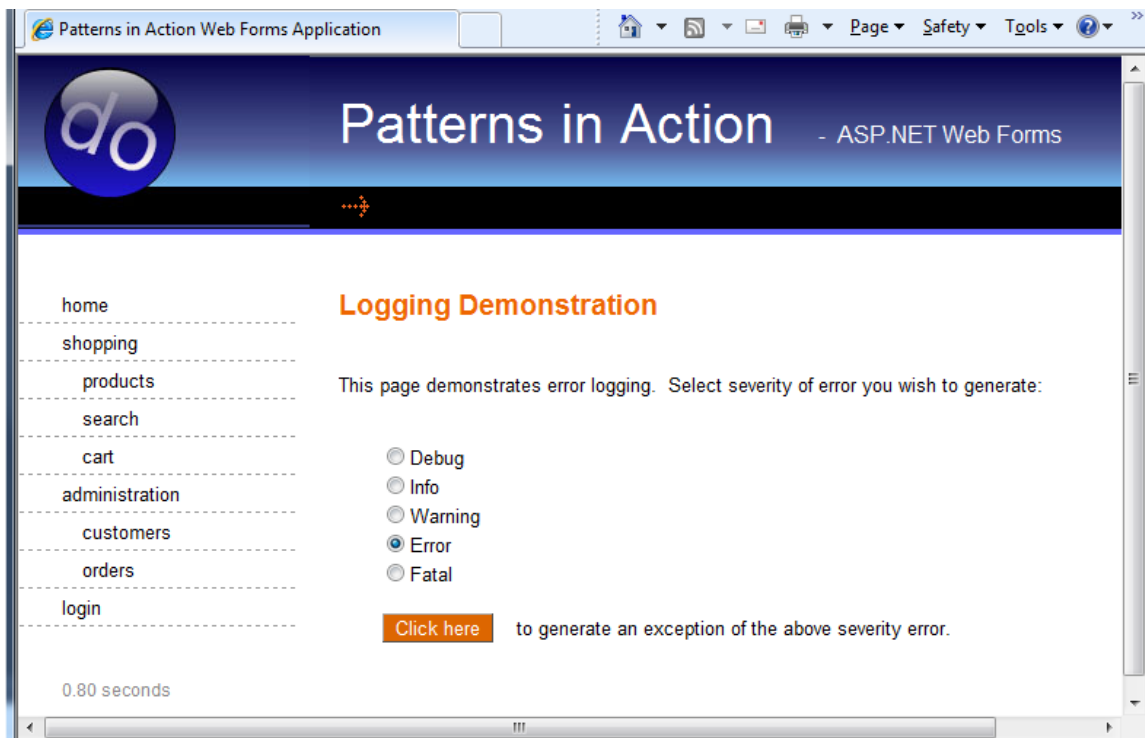 Patterns in Action Web Forms Application
Page Safety Tools
do
Patterns in Action - ASP.NET Web Forms
home
shopping
products
search
cart
administration
customers
orders
login
0.80 seconds
Logging Demonstration
This page demonstrates error logging. Select severity of error you wish to generate:
Debug
Info
Warning
Error
Fatal
Click here to generate an exception of the above severity error.